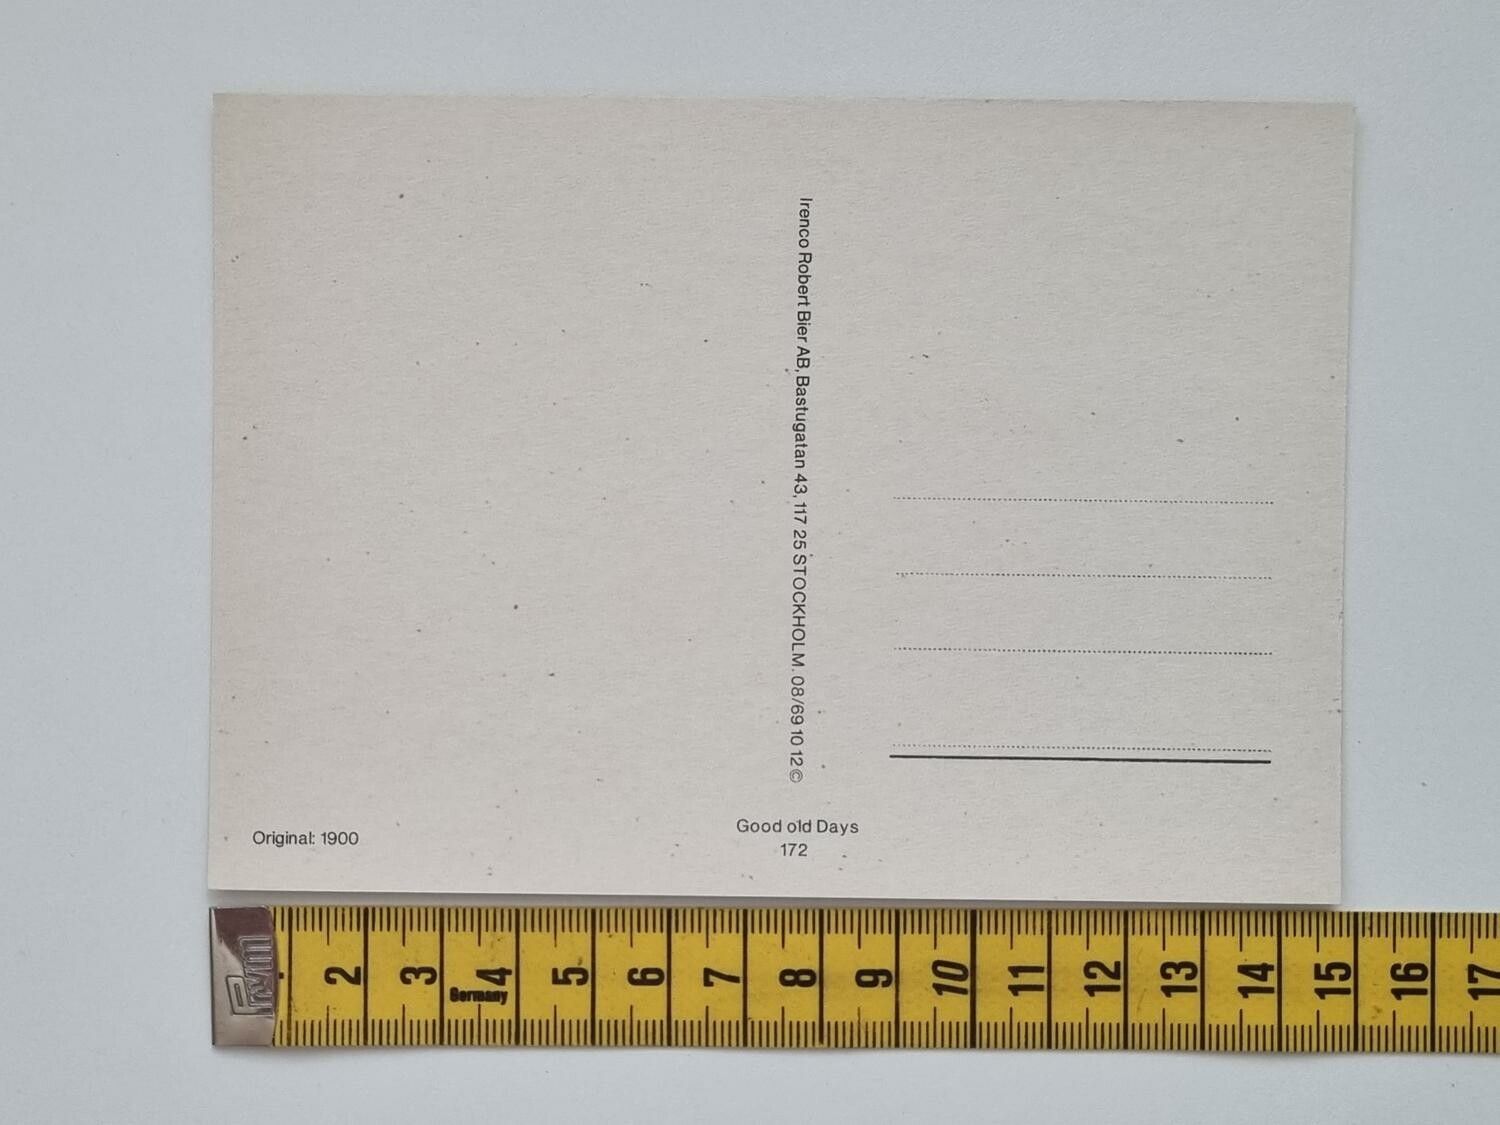 Irenco Robert Bier AB, Bastugatan 43, 117 25 STOCKHOLM. 08/69 10 12 ©
Original: 1900
Good old Days
172
2 3 4 5 6 7 8 9 10 11 12 13 14 15 16 17
Germany